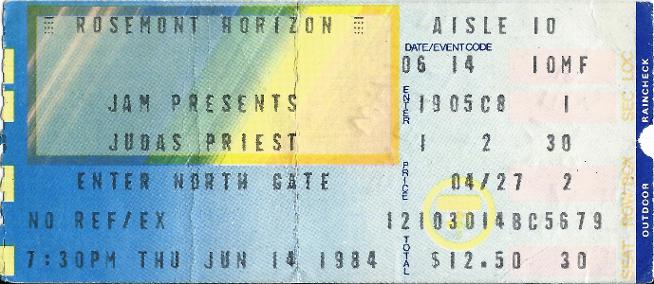 ROSEMONT HORIZON AISLE 10
DATE/EVENT CODE
06 14 10MF
JAM PRESENTS ENTER 1905C8 1
JUDAS PRIEST 1 2 30
ENTER NORTH GATE PRICE 04/27 2
NO REF/EX 12103014BC5679
7:30PM THU JUN 14 1984 TOTAL $12.50 30
SEC LOC
ROW/BOX
SEAT
RAINCHECK
OUTDOOR